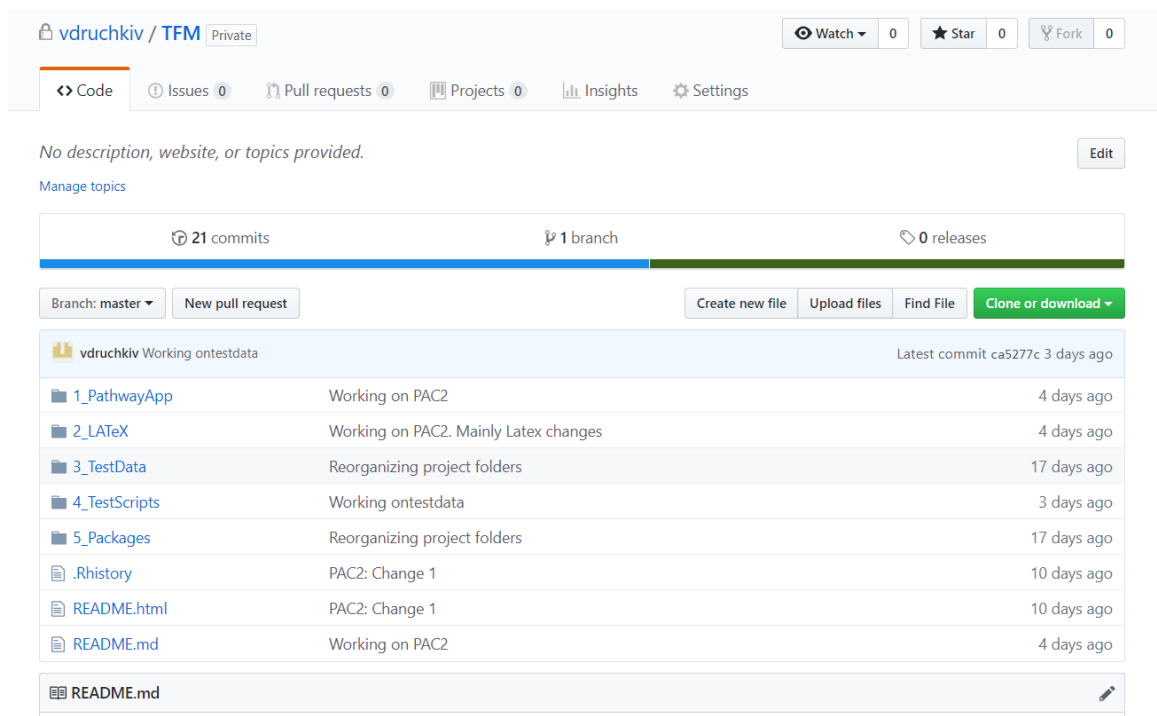 vdruchkiv / TFM Private Watch 0 Star 0 Fork 0
Code Issues 0 Pull requests 0 Projects 0 Insights Settings
No description, website, or topics provided. Edit
Manage topics
21 commits 1 branch 0 releases
Branch: master New pull request Create new file Upload files Find File Clone or download
vdruchkiv Working ontestdata Latest commit ca5277c 3 days ago
1_PathwayApp Working on PAC2 4 days ago
2_LATeX Working on PAC2. Mainly Latex changes 4 days ago
3_TestData Reorganizing project folders 17 days ago
4_TestScripts Working ontestdata 3 days ago
5_Packages Reorganizing project folders 17 days ago
.Rhistory PAC2: Change 1 10 days ago
README.html PAC2: Change 1 10 days ago
README.md Working on PAC2 4 days ago
README.md